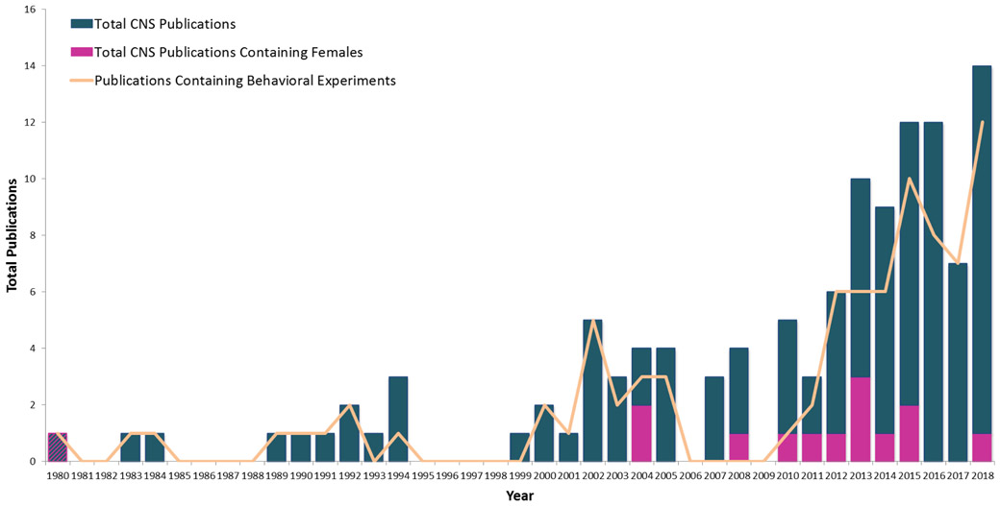 Total CNS Publications
Total CNS Publications Containing Females
Publications Containing Behavioral Experiments
Total Publications
16
14
12
10
8
6
4
2
0
1980 1981 1982 1983 1984 1985 1986 1987 1988 1989 1990 1991 1992 1993 1994 1995 1996 1997 1998 1999 2000 2001 2002 2003 2004 2005 2006 2007 2008 2009 2010 2011 2012 2013 2014 2015 2016 2017 2018
Year